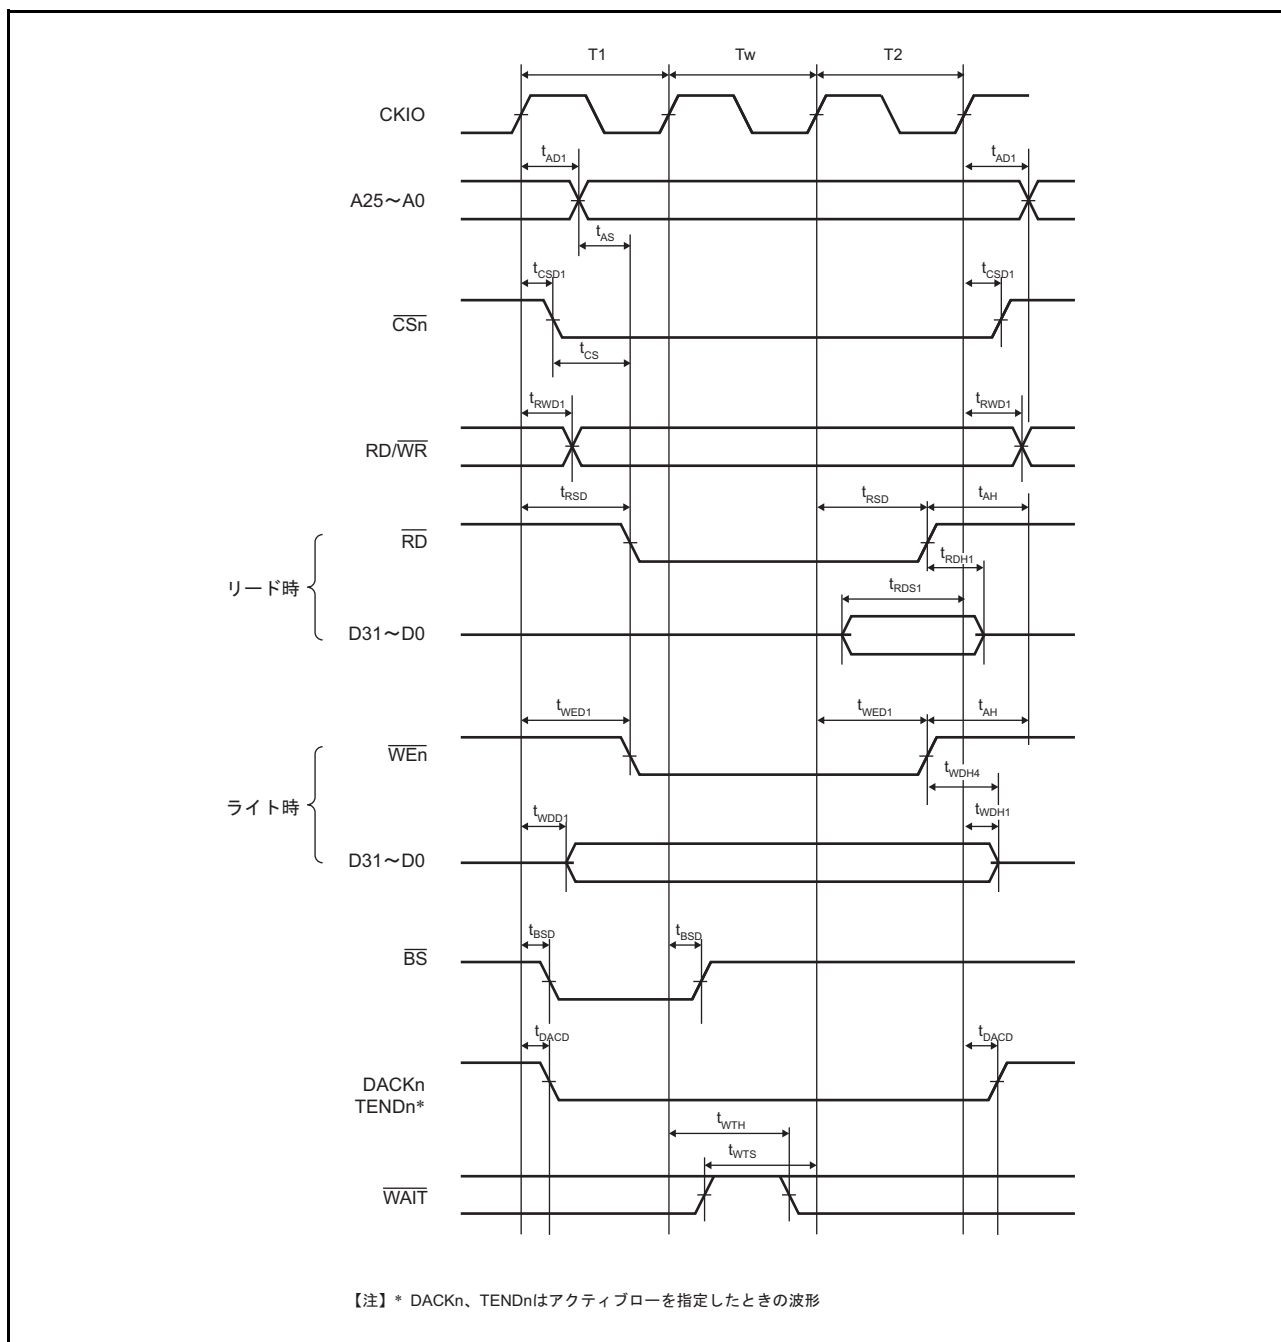 T1 Tw T2
CKIO
tAD1 tAD1
A25～A0
tAS
tCSD1 tCSD1
CSn
tCS
tRWD1 tRWD1
RD/WR
tRSD tRSD tAH
RD
tRDH1
リード時
tRDS1
D31～D0
tWED1 tWED1 tAH
WEn
tWDH4
ライト時
tWDD1 tWDH1
D31～D0
tBSD tBSD
BS
tDACD tDACD
DACKn
TENDn*
tWTH
tWTS
WAIT
【注】* DACKn、TENDnはアクティブローを指定したときの波形